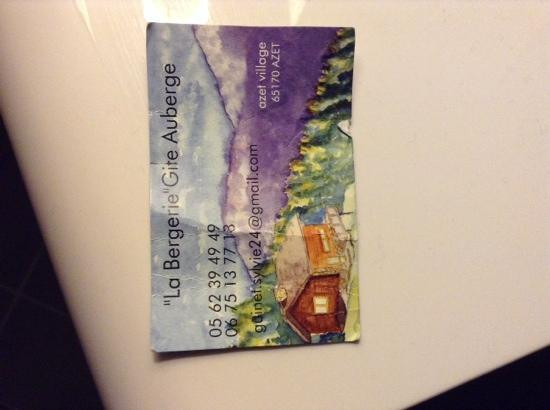 "La Bergerie"Gite Auberge
05 62 39 49 49
06 75 13 77 13
guinet.sylvie24@gmail.com
azet village
65170 AZET